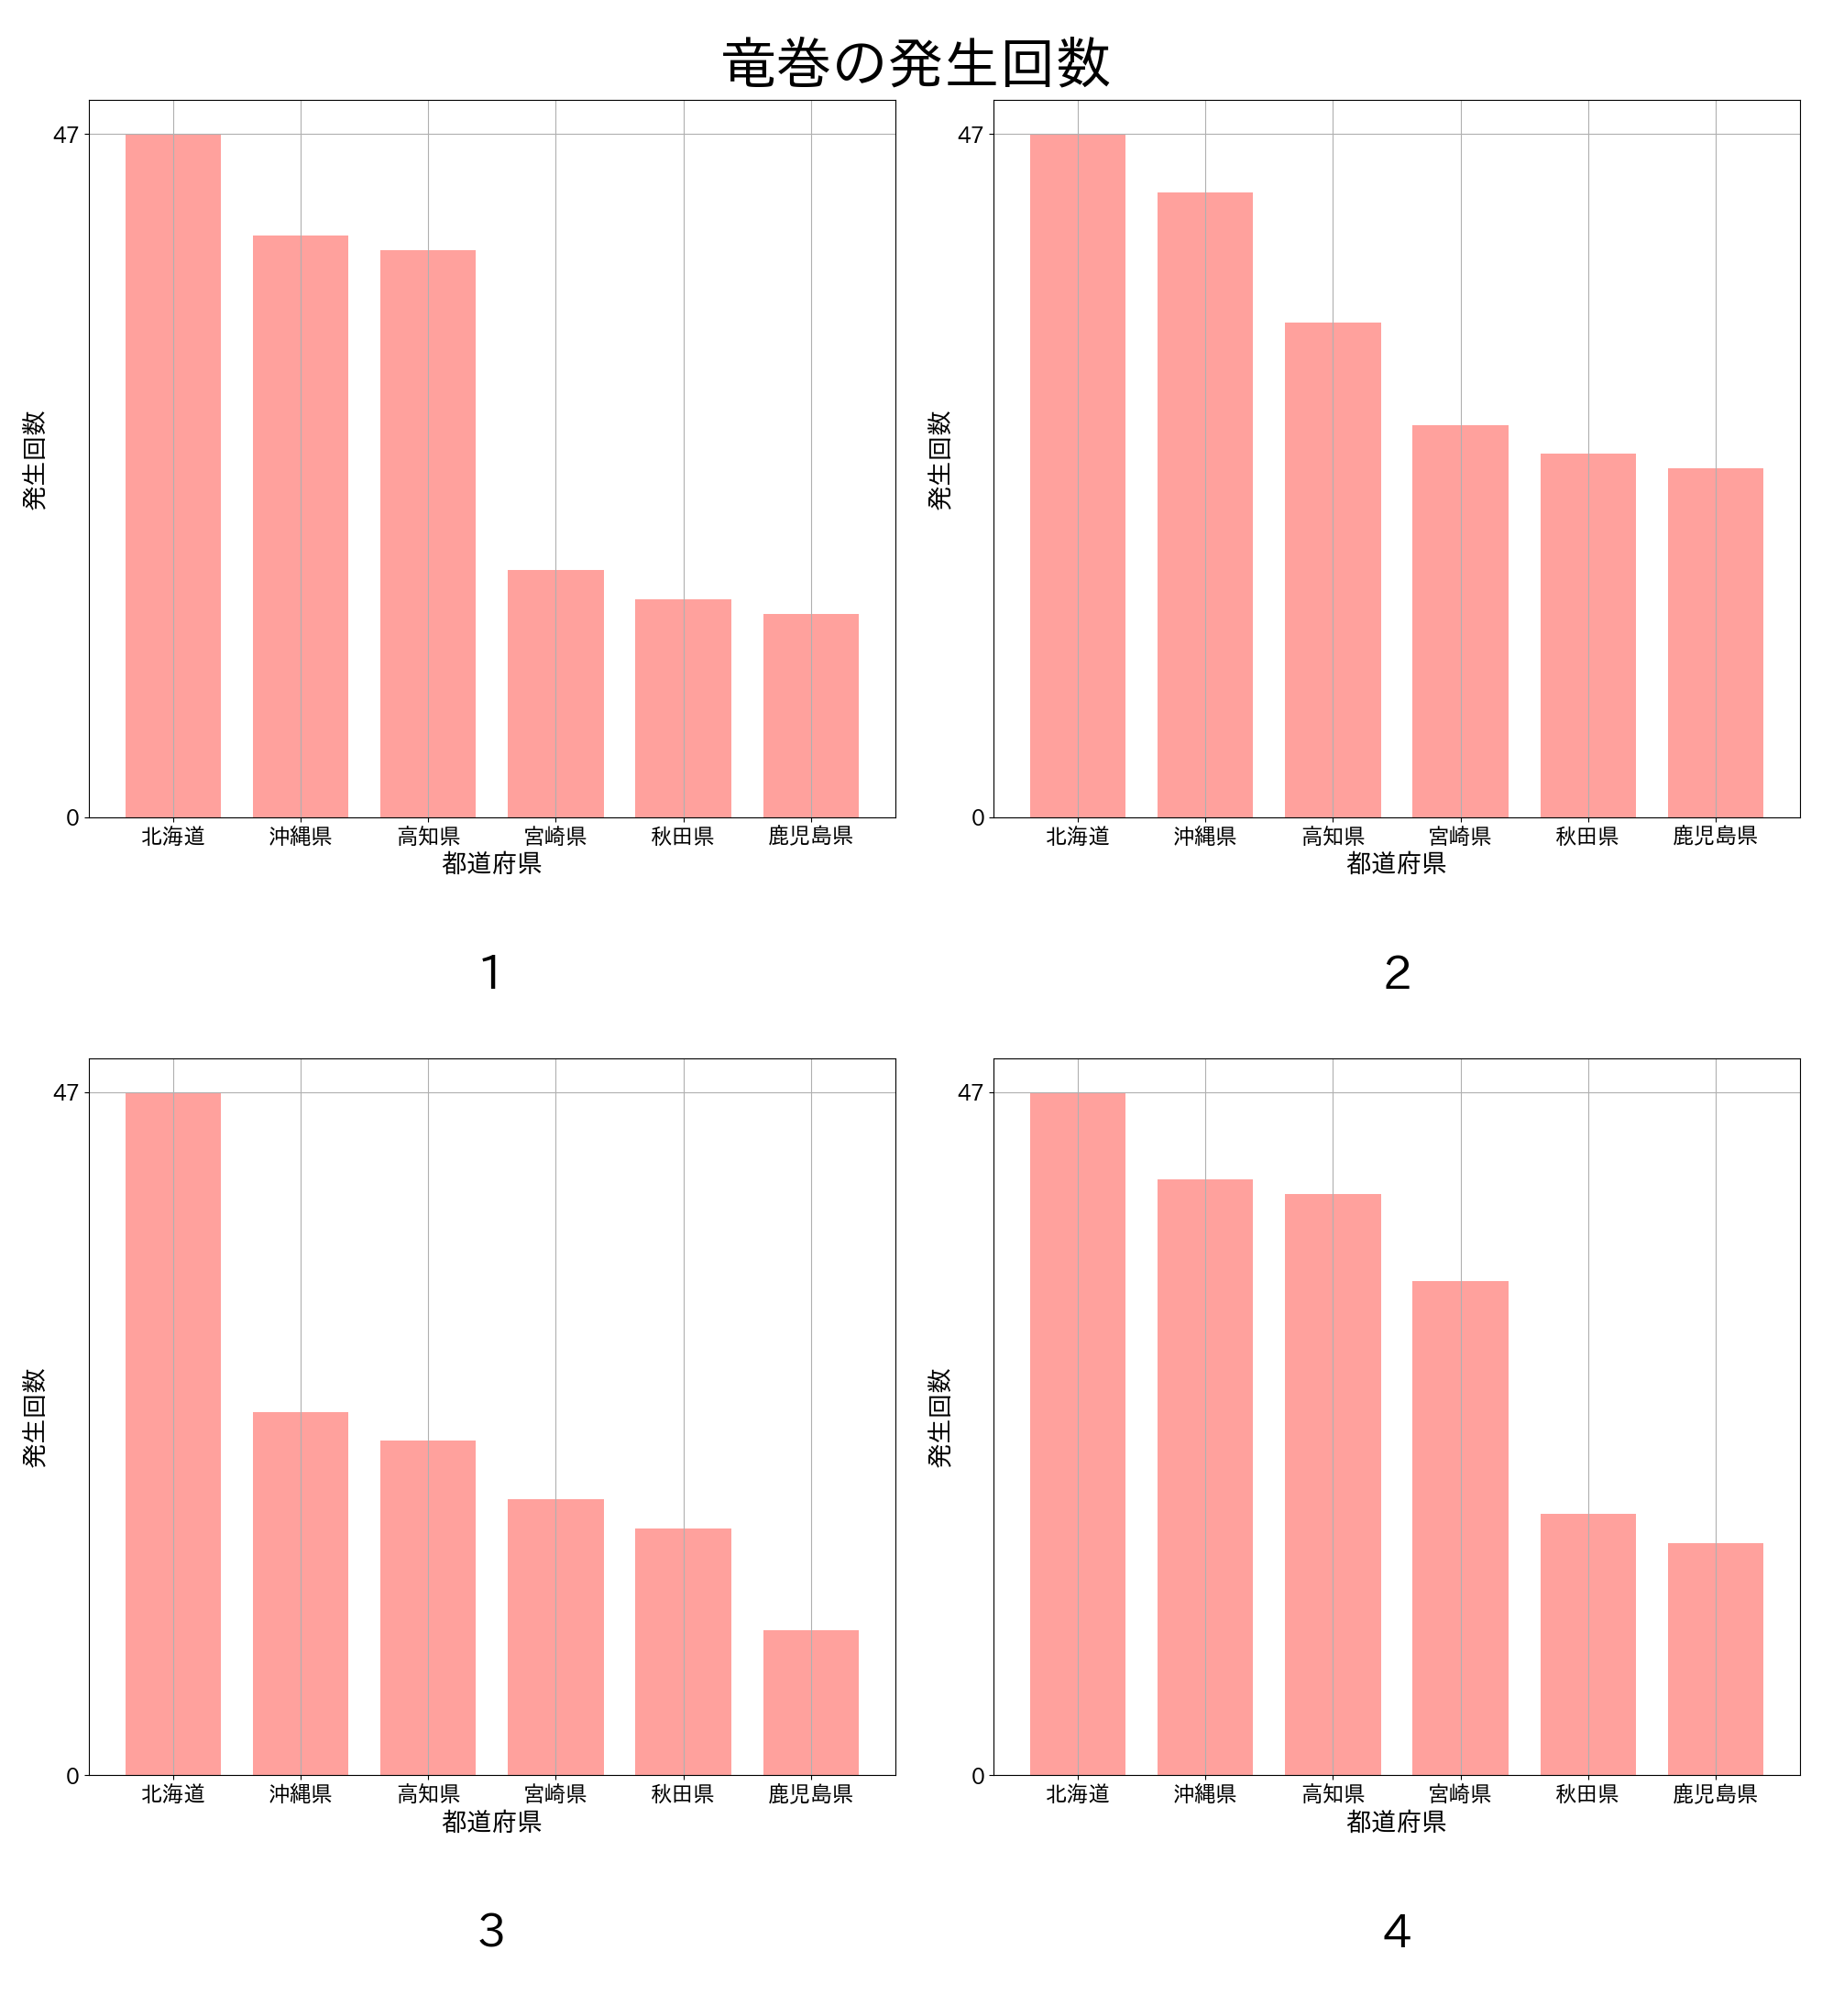 竜巻の発生回数
47
0
発生回数
北海道 沖縄県 高知県 宮崎県 秋田県 鹿児島県
都道府県
1
47
0
発生回数
北海道 沖縄県 高知県 宮崎県 秋田県 鹿児島県
都道府県
2
47
0
発生回数
北海道 沖縄県 高知県 宮崎県 秋田県 鹿児島県
都道府県
3
47
0
発生回数
北海道 沖縄県 高知県 宮崎県 秋田県 鹿児島県
都道府県
4